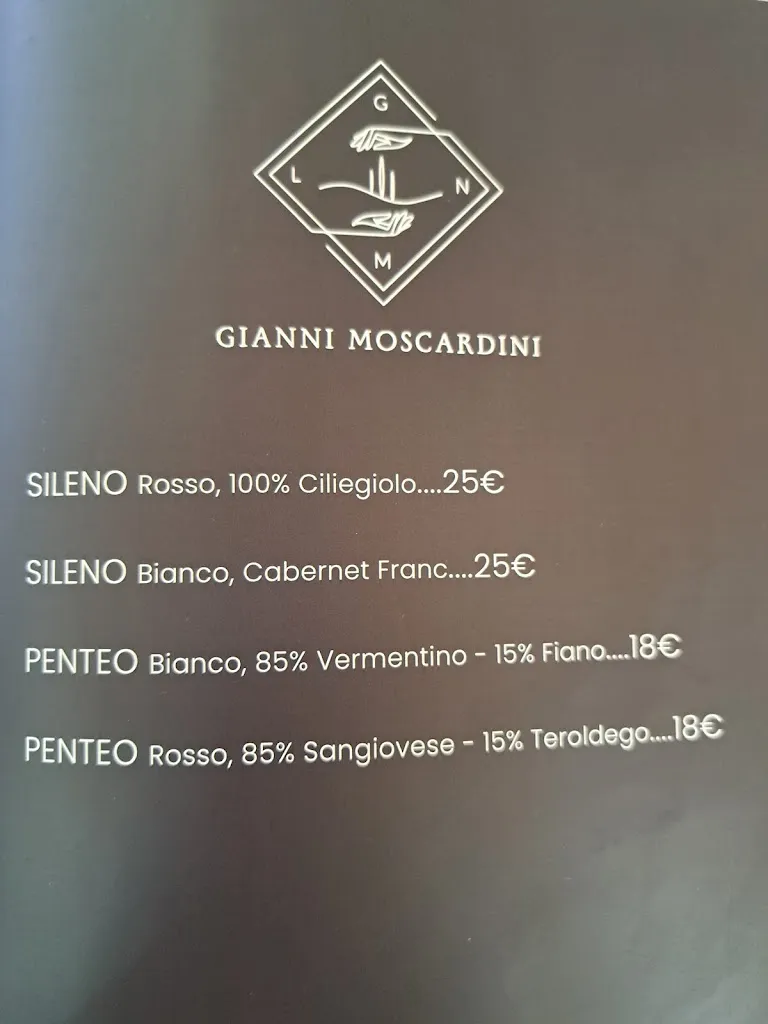 G
L N
M
GIANNI MOSCARDINI
SILENO Rosso, 100% Ciliegiolo....25€
SILENO Bianco, Cabernet Franc....25€
PENTEO Bianco, 85% Vermentino - 15% Fiano....18€
PENTEO Rosso, 85% Sangiovese - 15% Teroldego....18€